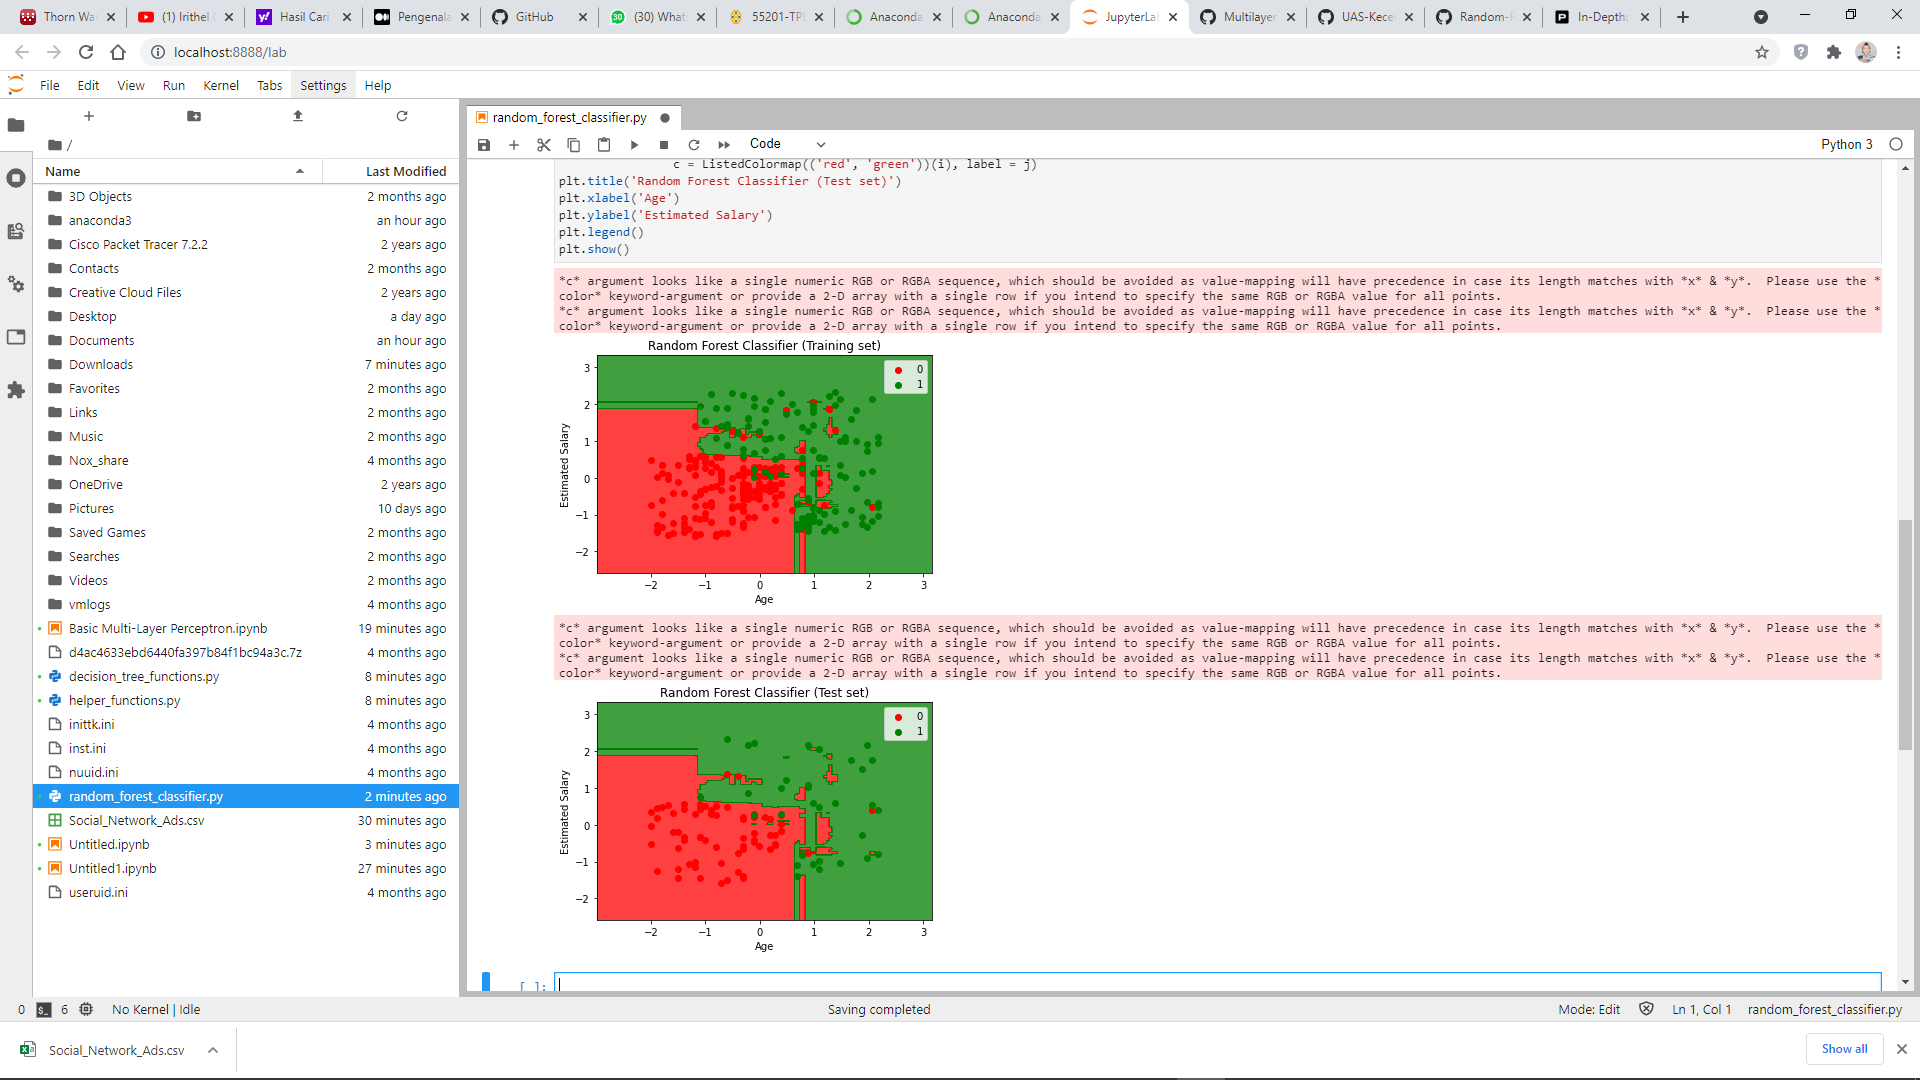 Thorn Wa
(1) Irithel
Hasil Cari
Pengenala
GitHub
(30) What
55201-TPL
Anaconda
Anaconda
JupyterLa
Multilayer
UAS-Kece
Random-F
In-Depth:
localhost:8888/lab
File Edit View Run Kernel Tabs Settings Help
random_forest_classifier.py
Code
Python 3
/
Name Last Modified
3D Objects 2 months ago
anaconda3 an hour ago
Cisco Packet Tracer 7.2.2 2 years ago
Contacts 2 months ago
Creative Cloud Files 2 years ago
Desktop a day ago
Documents an hour ago
Downloads 7 minutes ago
Favorites 2 months ago
Links 2 months ago
Music 2 months ago
Nox_share 4 months ago
OneDrive 2 years ago
Pictures 10 days ago
Saved Games 2 months ago
Searches 2 months ago
Videos 2 months ago
vmlogs 4 months ago
Basic Multi-Layer Perceptron.ipynb 19 minutes ago
d4ac4633ebd6440fa397b84f1bc94a3c.7z 4 months ago
decision_tree_functions.py 8 minutes ago
helper_functions.py 8 minutes ago
inittk.ini 4 months ago
inst.ini 4 months ago
nuuid.ini 4 months ago
random_forest_classifier.py 2 minutes ago
Social_Network_Ads.csv 30 minutes ago
Untitled.ipynb 3 minutes ago
Untitled1.ipynb 27 minutes ago
useruid.ini 4 months ago
c = ListedColormap(('red', 'green'))(i), label = j)
plt.title('Random Forest Classifier (Test set)')
plt.xlabel('Age')
plt.ylabel('Estimated Salary')
plt.legend()
plt.show()
*c* argument looks like a single numeric RGB or RGBA sequence, which should be avoided as value-mapping will have precedence in case its length matches with *x* & *y*.  Please use the *
color* keyword-argument or provide a 2-D array with a single row if you intend to specify the same RGB or RGBA value for all points.
*c* argument looks like a single numeric RGB or RGBA sequence, which should be avoided as value-mapping will have precedence in case its length matches with *x* & *y*.  Please use the *
color* keyword-argument or provide a 2-D array with a single row if you intend to specify the same RGB or RGBA value for all points.
Random Forest Classifier (Training set)
3
2
1
0
−1
−2
Estimated Salary
0
1
−2 −1 0 1 2 3
Age
*c* argument looks like a single numeric RGB or RGBA sequence, which should be avoided as value-mapping will have precedence in case its length matches with *x* & *y*.  Please use the *
color* keyword-argument or provide a 2-D array with a single row if you intend to specify the same RGB or RGBA value for all points.
*c* argument looks like a single numeric RGB or RGBA sequence, which should be avoided as value-mapping will have precedence in case its length matches with *x* & *y*.  Please use the *
color* keyword-argument or provide a 2-D array with a single row if you intend to specify the same RGB or RGBA value for all points.
Random Forest Classifier (Test set)
3
2
1
0
−1
−2
Estimated Salary
0
1
−2 −1 0 1 2 3
Age
[ ]:
0 6 No Kernel | Idle
Saving completed
Mode: Edit Ln 1, Col 1 random_forest_classifier.py
Social_Network_Ads.csv
Show all